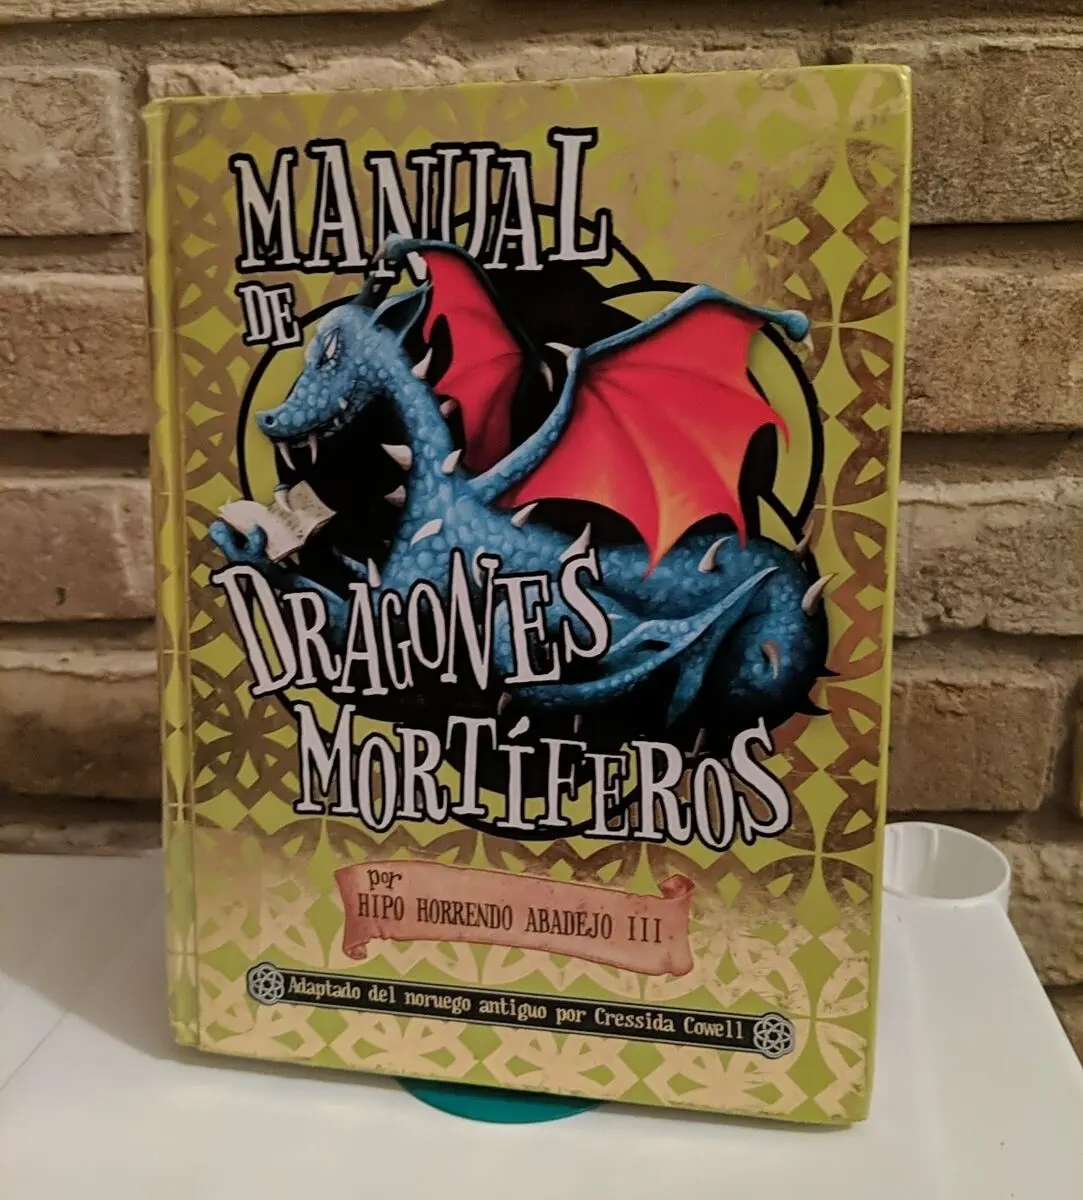 MANUAL
DE
DRAGONES
MORTÍFEROS
por
HIPO HORRENDO ABADEJO III
Adaptado del noruego antiguo por Cressida Cowell